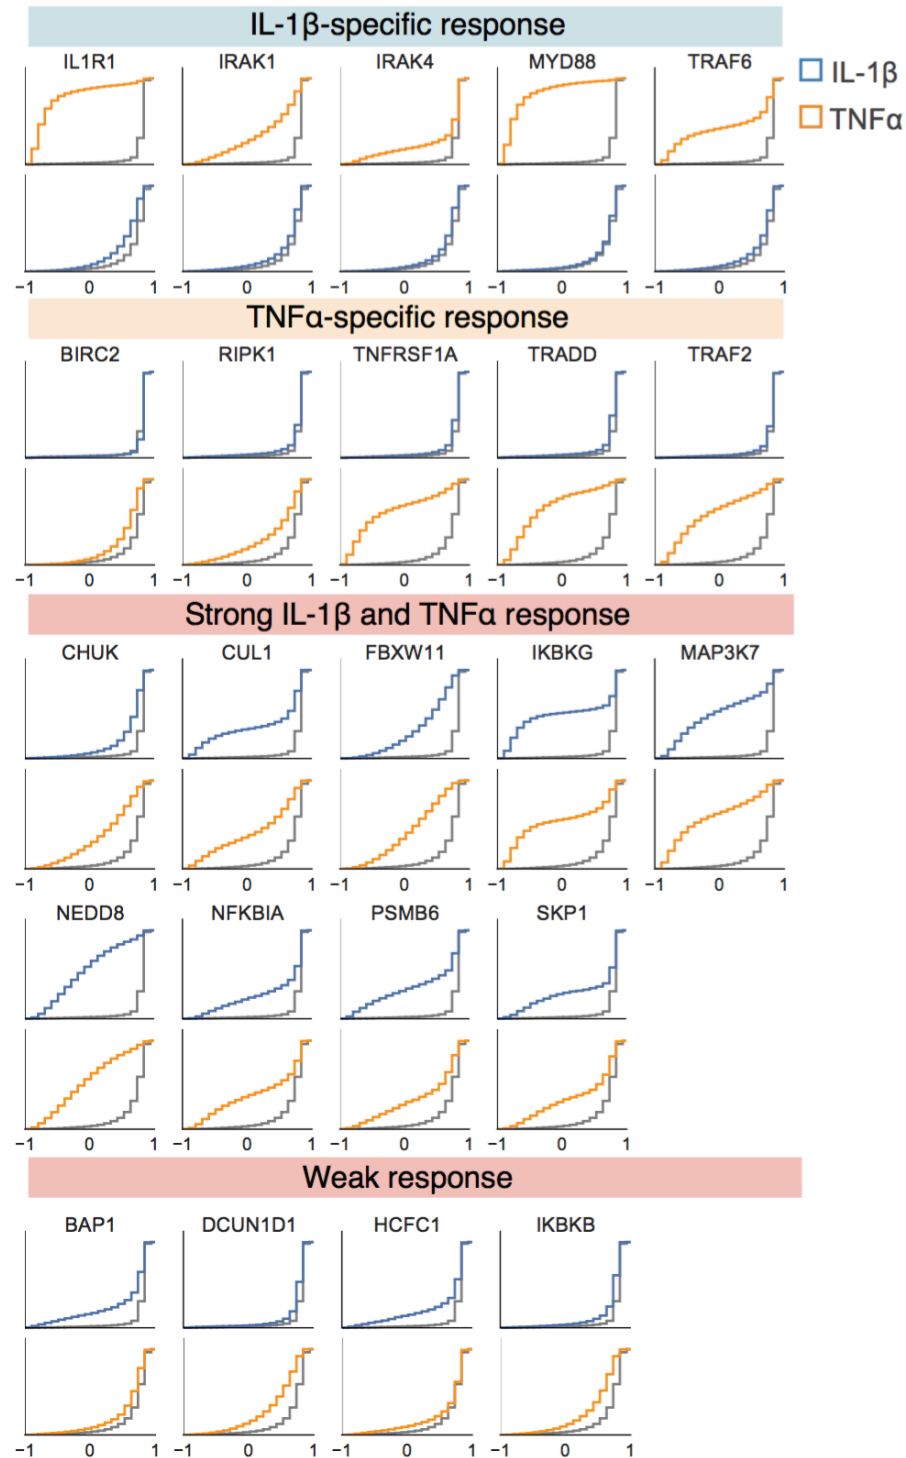 IL-1β-specific response
IL1R1 IRAK1 IRAK4 MYD88 TRAF6
IL-1β
TNFα
−1 0 1 −1 0 1 −1 0 1 −1 0 1 −1 0 1
TNFα-specific response
BIRC2 RIPK1 TNFRSF1A TRADD TRAF2
−1 0 1 −1 0 1 −1 0 1 −1 0 1 −1 0 1
Strong IL-1β and TNFα response
CHUK CUL1 FBXW11 IKBKG MAP3K7
−1 0 1 −1 0 1 −1 0 1 −1 0 1 −1 0 1
NEDD8 NFKBIA PSMB6 SKP1
−1 0 1 −1 0 1 −1 0 1 −1 0 1
Weak response
BAP1 DCUN1D1 HCFC1 IKBKB
−1 0 1 −1 0 1 −1 0 1 −1 0 1